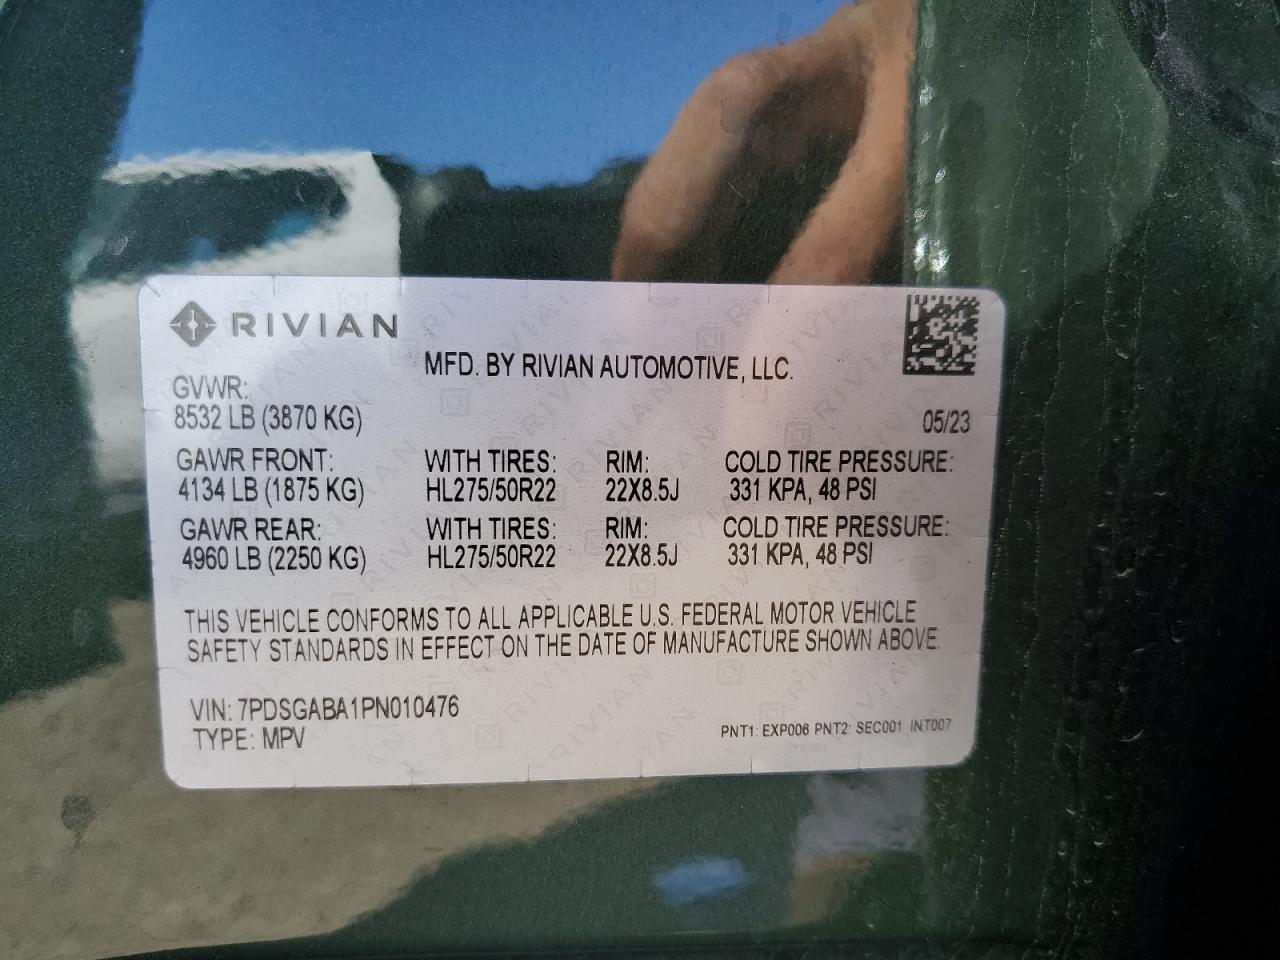 RIVIAN
MFD. BY RIVIAN AUTOMOTIVE, LLC.
GVWR:
8532 LB (3870 KG)
05/23
GAWR FRONT: WITH TIRES: RIM: COLD TIRE PRESSURE:
4134 LB (1875 KG) HL275/50R22 22X8.5J 331 KPA, 48 PSI
GAWR REAR: WITH TIRES: RIM: COLD TIRE PRESSURE:
4960 LB (2250 KG) HL275/50R22 22X8.5J 331 KPA, 48 PSI
THIS VEHICLE CONFORMS TO ALL APPLICABLE U.S. FEDERAL MOTOR VEHICLE
SAFETY STANDARDS IN EFFECT ON THE DATE OF MANUFACTURE SHOWN ABOVE.
VIN: 7PDSGABA1PN010476
TYPE: MPV
PNT1: EXP006 PNT2: SEC001 INT007